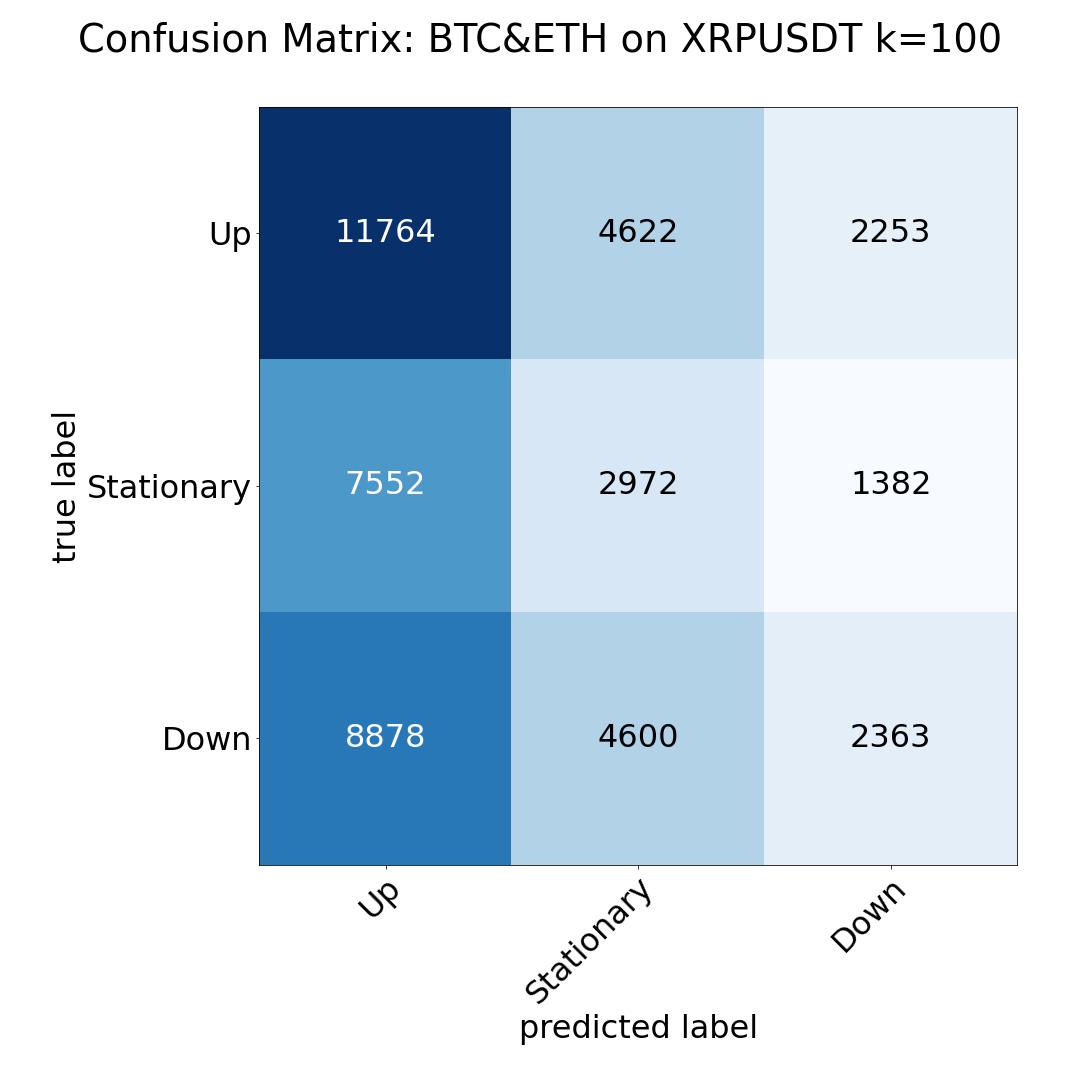 Confusion Matrix: BTC&ETH on XRPUSDT k=100
true label
Up
11764
4622
2253
Stationary
7552
2972
1382
Down
8878
4600
2363
Up
Stationary
Down
predicted label